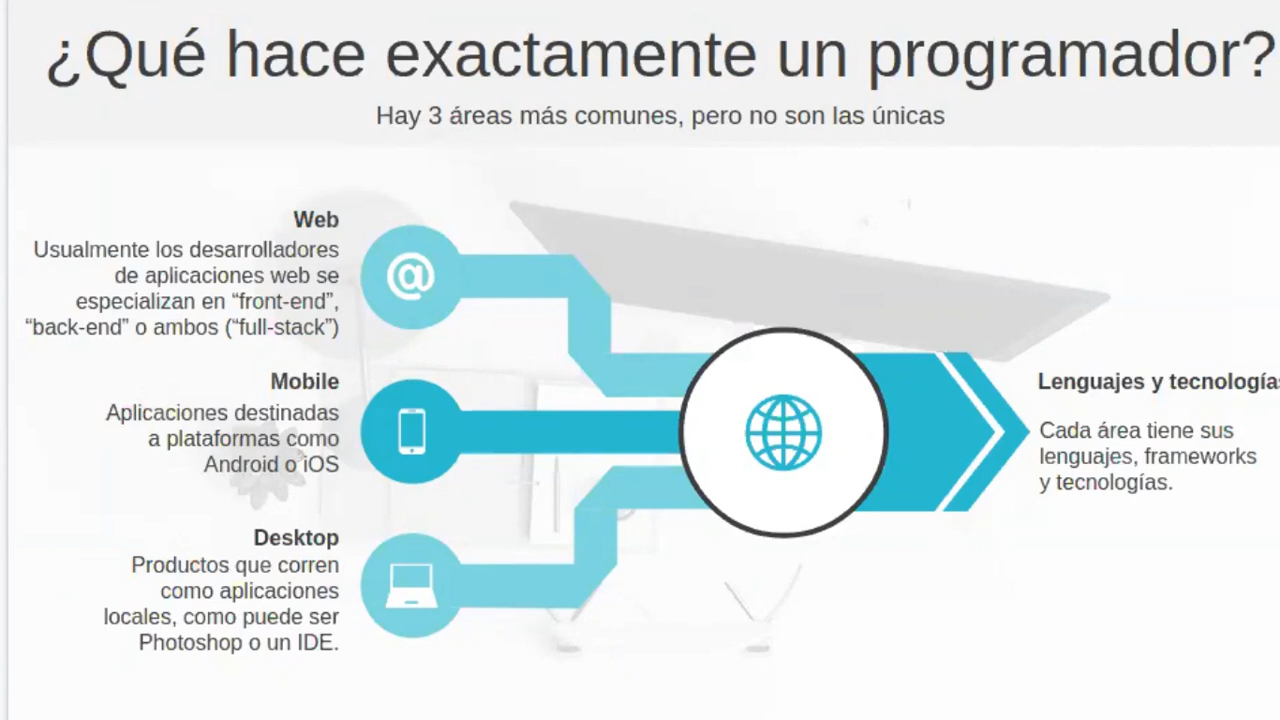 ¿Qué hace exactamente un programador?
Hay 3 áreas más comunes, pero no son las únicas
Web
Usualmente los desarrolladores
de aplicaciones web se
especializan en “front-end”,
“back-end” o ambos (“full-stack”)
@
Mobile
Aplicaciones destinadas
a plataformas como
Android o iOS
Desktop
Productos que corren
como aplicaciones
locales, como puede ser
Photoshop o un IDE.
Lenguajes y tecnologías
Cada área tiene sus
lenguajes, frameworks
y tecnologías.